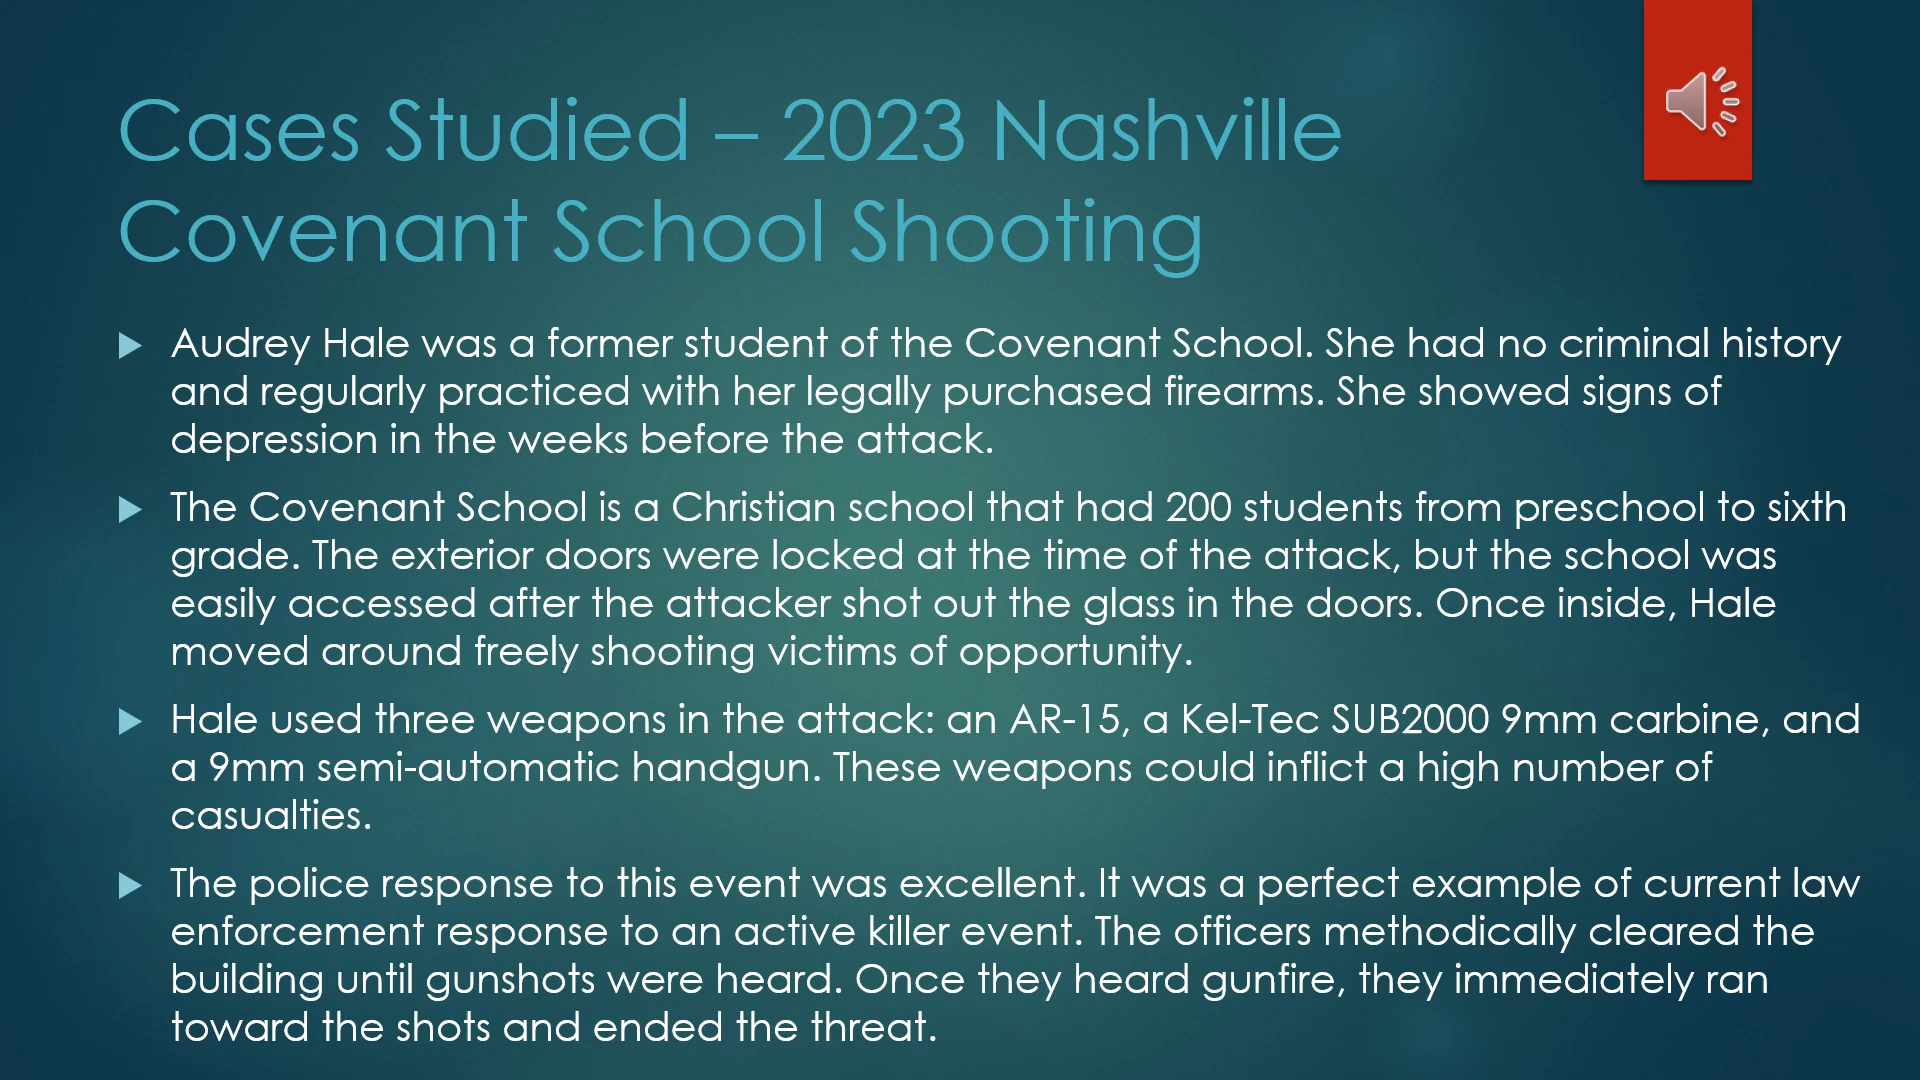 Cases Studied – 2023 Nashville
Covenant School Shooting
Audrey Hale was a former student of the Covenant School. She had no criminal history
and regularly practiced with her legally purchased firearms. She showed signs of
depression in the weeks before the attack.
The Covenant School is a Christian school that had 200 students from preschool to sixth
grade. The exterior doors were locked at the time of the attack, but the school was
easily accessed after the attacker shot out the glass in the doors. Once inside, Hale
moved around freely shooting victims of opportunity.
Hale used three weapons in the attack: an AR-15, a Kel-Tec SUB2000 9mm carbine, and
a 9mm semi-automatic handgun. These weapons could inflict a high number of
casualties.
The police response to this event was excellent. It was a perfect example of current law
enforcement response to an active killer event. The officers methodically cleared the
building until gunshots were heard. Once they heard gunfire, they immediately ran
toward the shots and ended the threat.